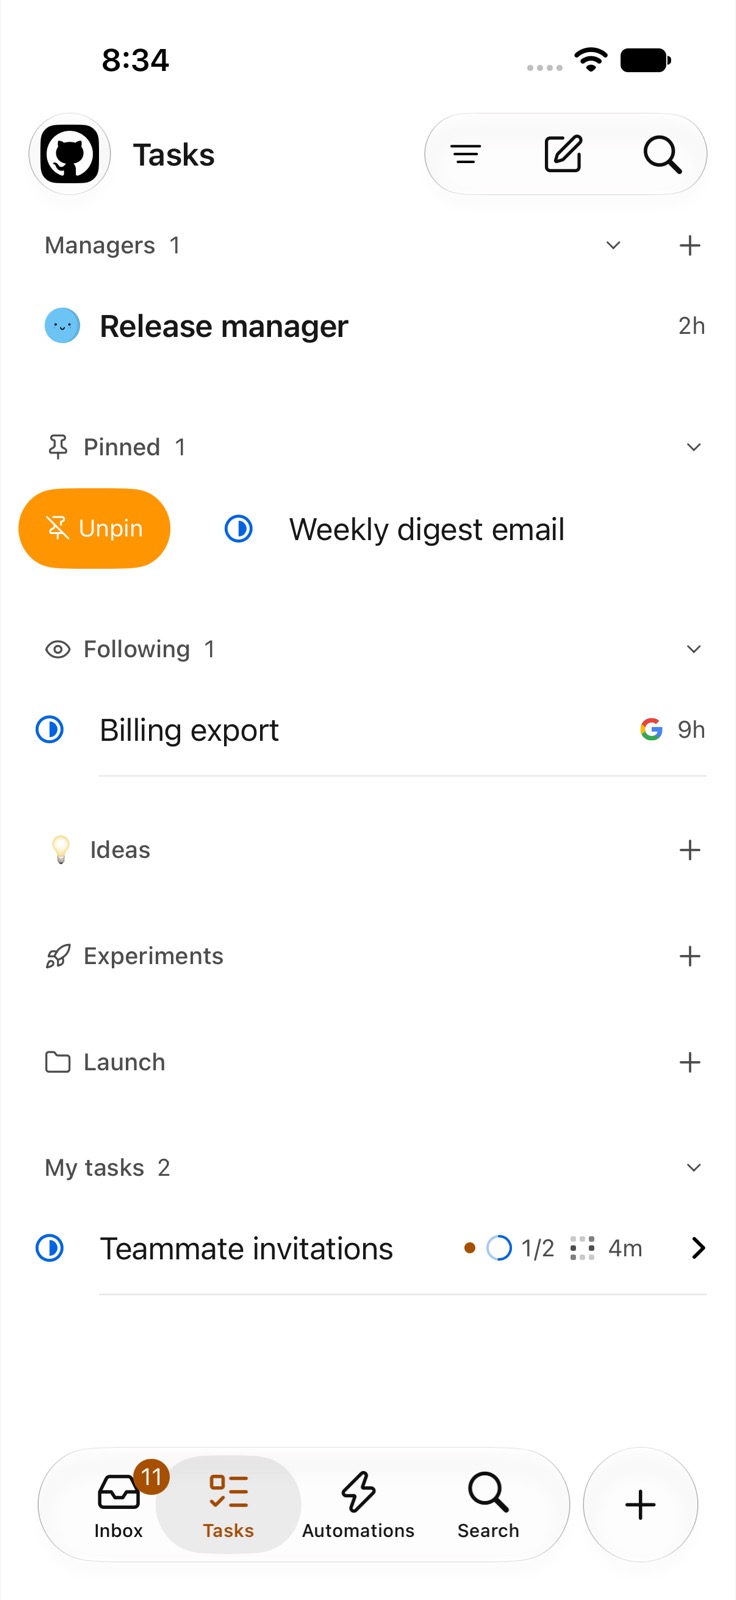 8:34
Tasks
Managers 1
Release manager 2h
Pinned 1
Unpin Weekly digest email
Following 1
Billing export 9h
Ideas
Experiments
Launch
My tasks 2
Teammate invitations 1/2 4m
11
Inbox Tasks Automations Search